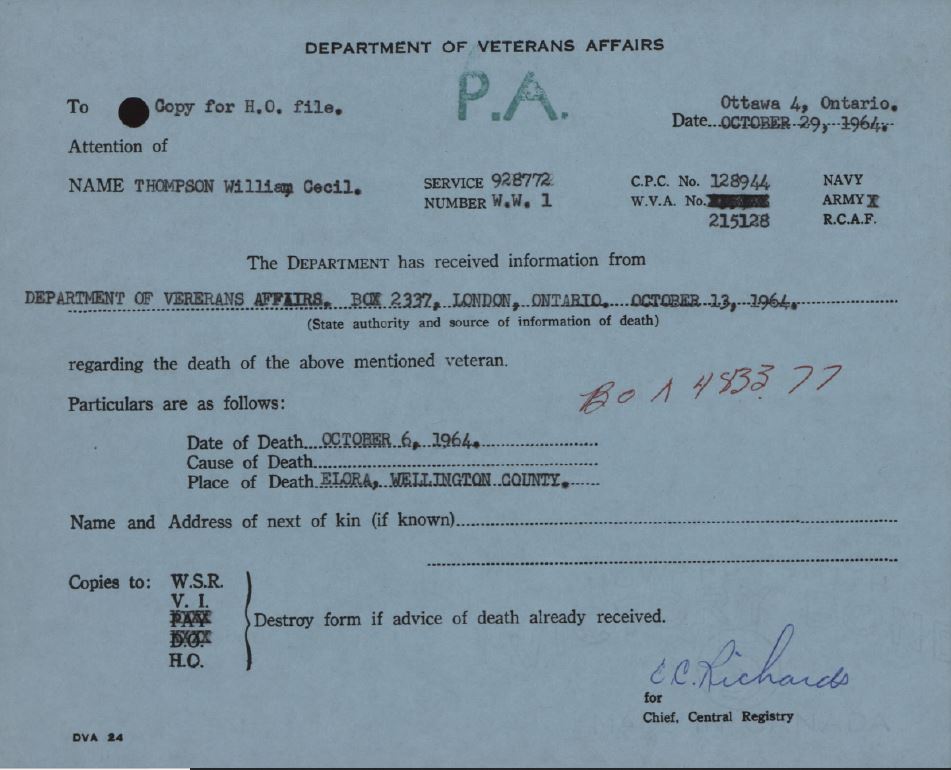 DEPARTMENT OF VETERANS AFFAIRS
P.A.
To Copy for H.O. file.
Ottawa 4, Ontario.
Date OCTOBER 29, 1964.
Attention of
NAME THOMPSON William Cecil.
SERVICE 928772
NUMBER W.W. 1
C.P.C. No. 128944
W.V.A. No.
215128
NAVY
ARMY X
R.C.A.F.
The DEPARTMENT has received information from
DEPARTMENT OF VERERANS AFFAIRS. BOX 2337, LONDON, ONTARIO. OCTOBER 13, 1964.
(State authority and source of information of death)
regarding the death of the above mentioned veteran.
4833 77
Particulars are as follows:
Date of Death OCTOBER 6, 1964.
Cause of Death
Place of Death ELORA, WELLINGTON COUNTY.
Name and Address of next of kin (if known)
Copies to: W.S.R.
V. I.
PAY
D.O.
H.O.
Destroy form if advice of death already received.
C.C. Richards
for
Chief, Central Registry
DVA 24